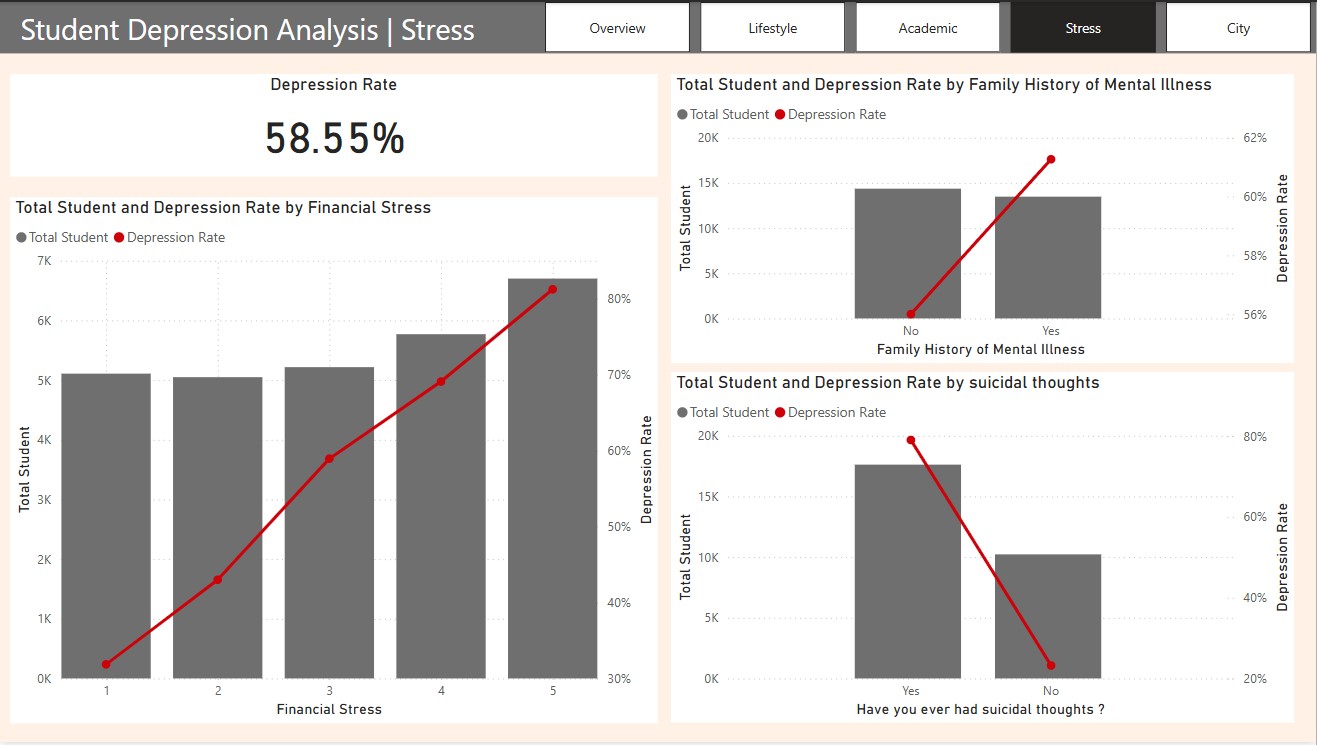 Student Depression Analysis | Stress
Overview
Lifestyle
Academic
Stress
City
Depression Rate
58.55%
Total Student and Depression Rate by Financial Stress
Total Student Depression Rate
7K
6K
5K
4K
3K
2K
1K
0K
Total Student
80%
70%
60%
50%
40%
30%
Depression Rate
1 2 3 4 5
Financial Stress
Total Student and Depression Rate by Family History of Mental Illness
Total Student Depression Rate
20K
15K
10K
5K
0K
Total Student
62%
60%
58%
56%
Depression Rate
No Yes
Family History of Mental Illness
Total Student and Depression Rate by suicidal thoughts
Total Student Depression Rate
20K
15K
10K
5K
0K
Total Student
80%
60%
40%
20%
Depression Rate
Yes No
Have you ever had suicidal thoughts ?